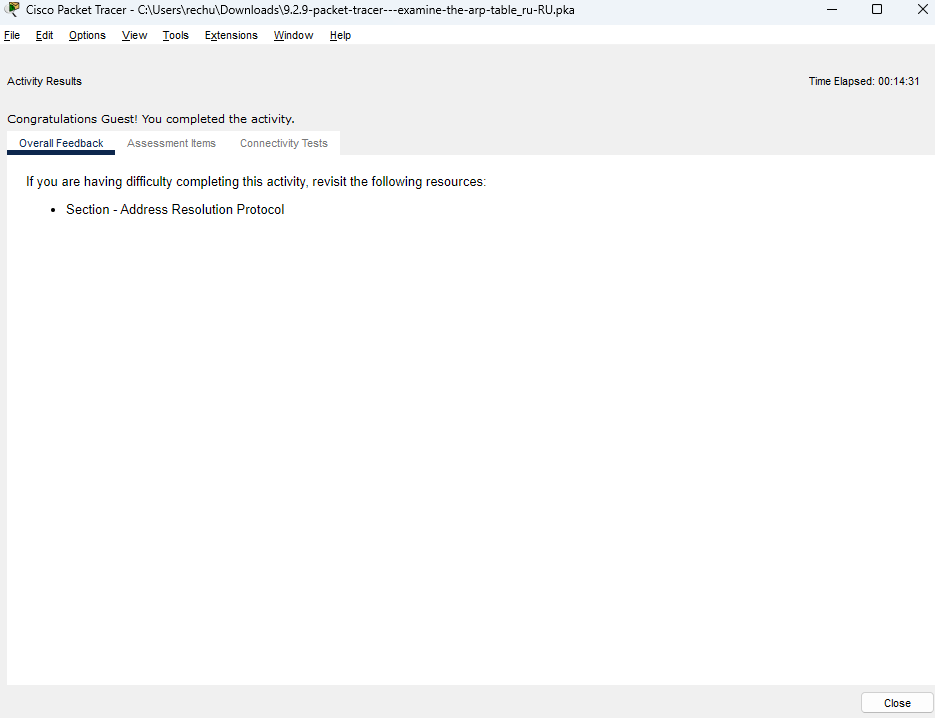 Cisco Packet Tracer - C:\Users\rechu\Downloads\9.2.9-packet-tracer---examine-the-arp-table_ru-RU.pka
File Edit Options View Tools Extensions Window Help
Activity Results Time Elapsed: 00:14:31
Congratulations Guest! You completed the activity.
Overall Feedback Assessment Items Connectivity Tests
If you are having difficulty completing this activity, revisit the following resources:
• Section - Address Resolution Protocol
Close